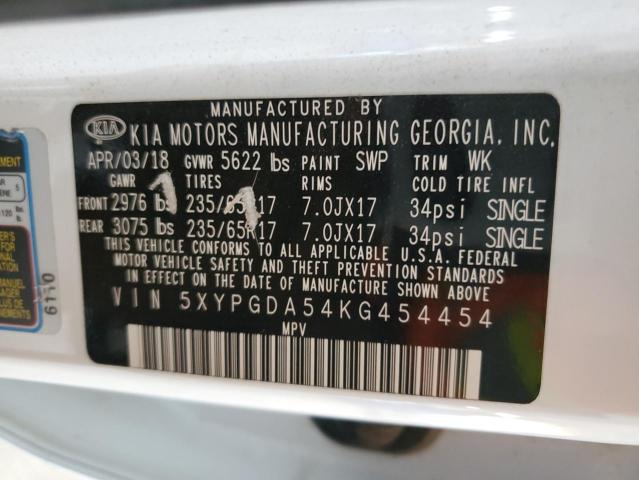 MANUFACTURED BY
KIA KIA MOTORS MANUFACTURING GEORGIA, INC.
APR/03/18 GVWR 5622 lbs PAINT SWP TRIM WK
GAWR TIRES RIMS COLD TIRE INFL
FRONT 2976 lbs 235/65R17 7.0JX17 34psi SINGLE
REAR 3075 lbs 235/65R17 7.0JX17 34psi SINGLE
THIS VEHICLE CONFORMS TO ALL APPLICABLE U.S.A. FEDERAL
MOTOR VEHICLE SAFETY AND THEFT PREVENTION STANDARDS
IN EFFECT ON THE DATE OF MANUFACTURE SHOWN ABOVE.
VIN 5XYPGDA54KG454454
MPV
6110